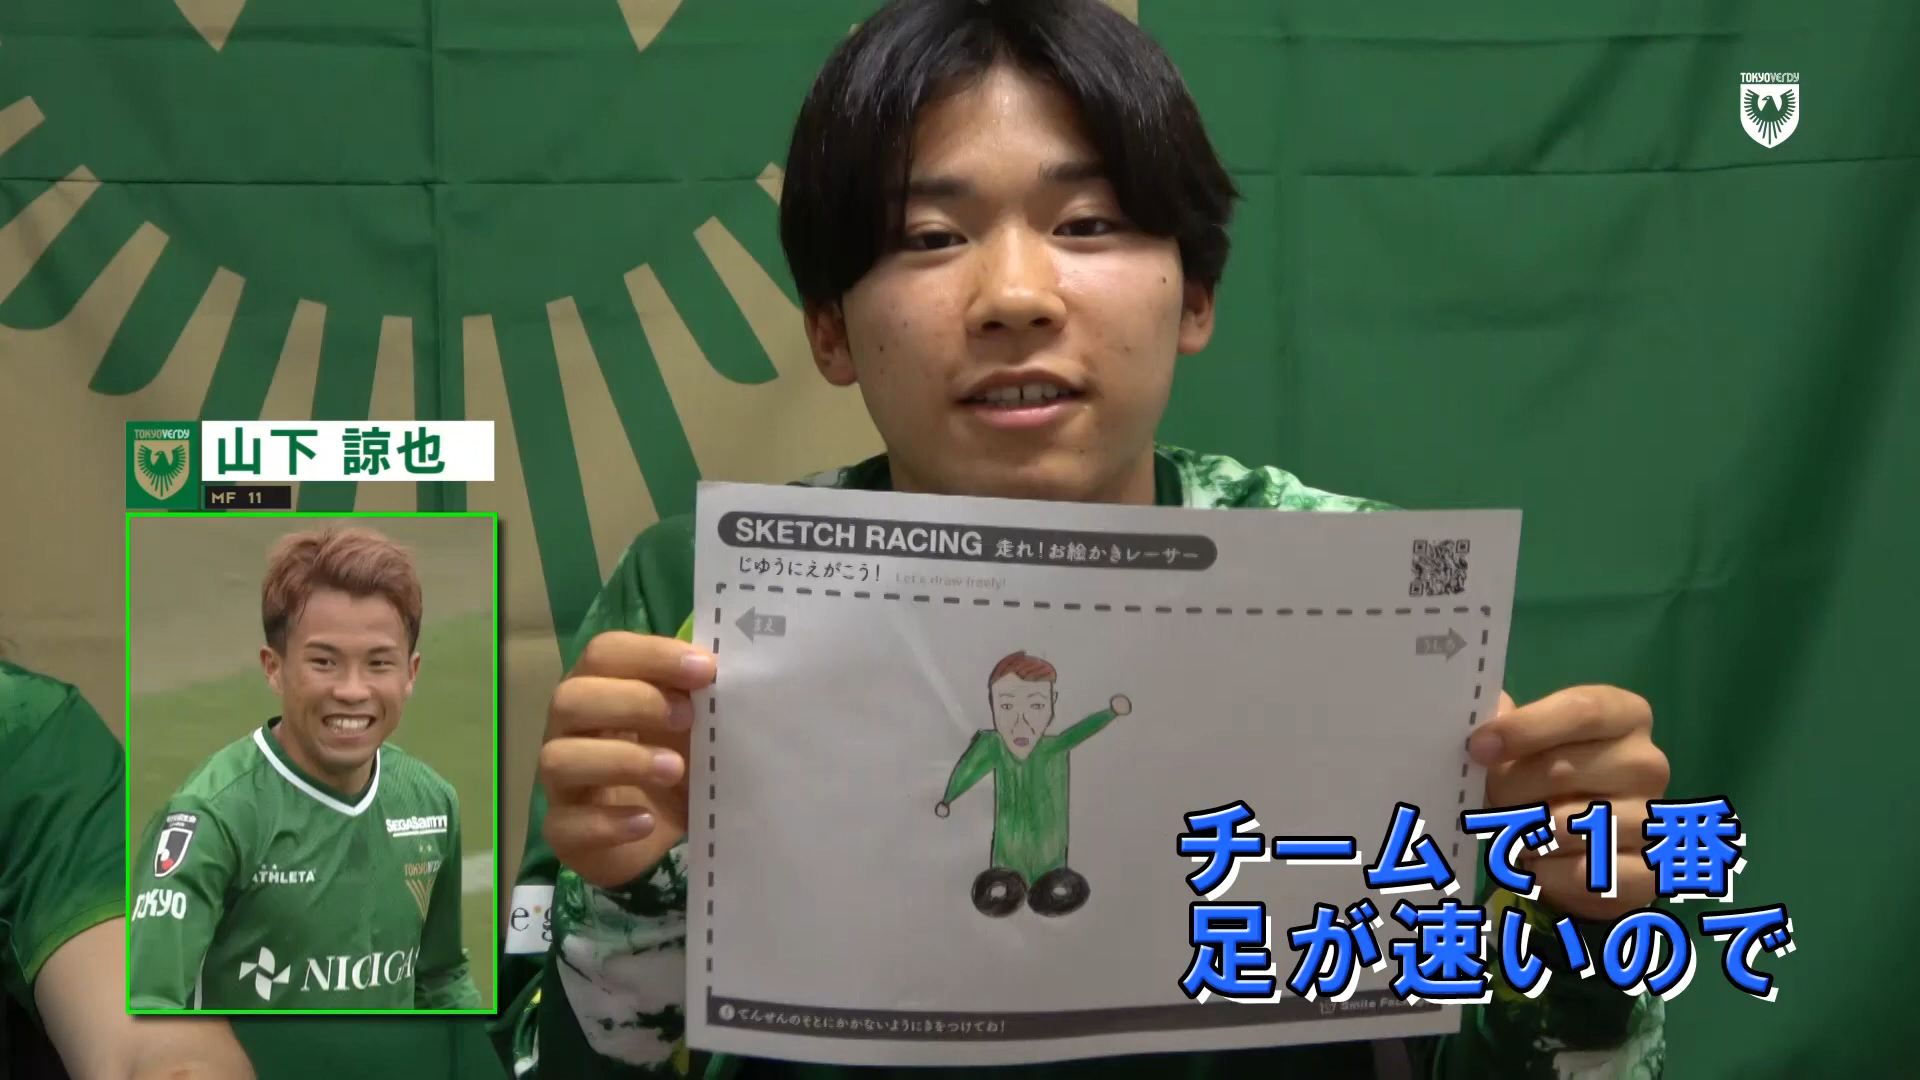 TOKYO VERDY
TOKYO VERDY
山下 諒也
MF 11
SKETCH RACING 走れ！お絵かきレーサー
じゆうにえがこう！ Let's draw freely!
まえ
うしろ
SEGASammy
ATHLETA
TOKYO
NICIGA
eg
チームで1番
足が速いので
てんせんのそとにかかないようにきをつけてね！